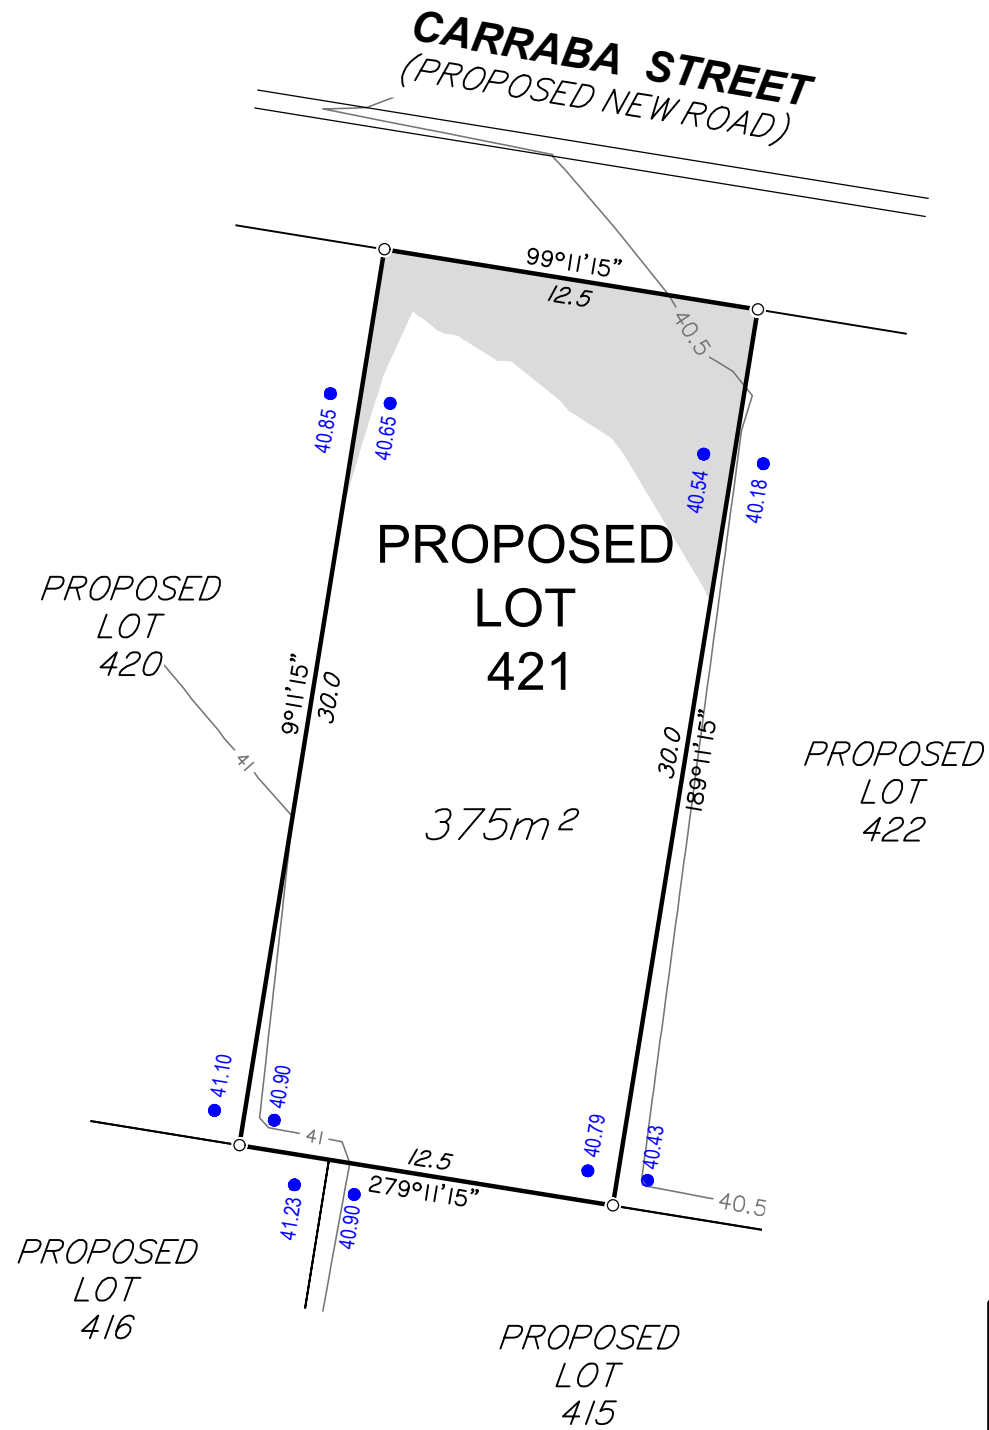 CARRABA STREET
(PROPOSED NEW ROAD)
99°11'15"
12.5
40.5
40.85
40.65
40.54
40.18
PROPOSED
LOT
421
PROPOSED
LOT
420
9°11'15"
30.0
30.0
189°11'15"
41
PROPOSED
LOT
422
375m²
41.10
40.90
41
40.79
40.43
12.5
279°11'15"
40.5
41.23
40.90
PROPOSED
LOT
416
PROPOSED
LOT
415